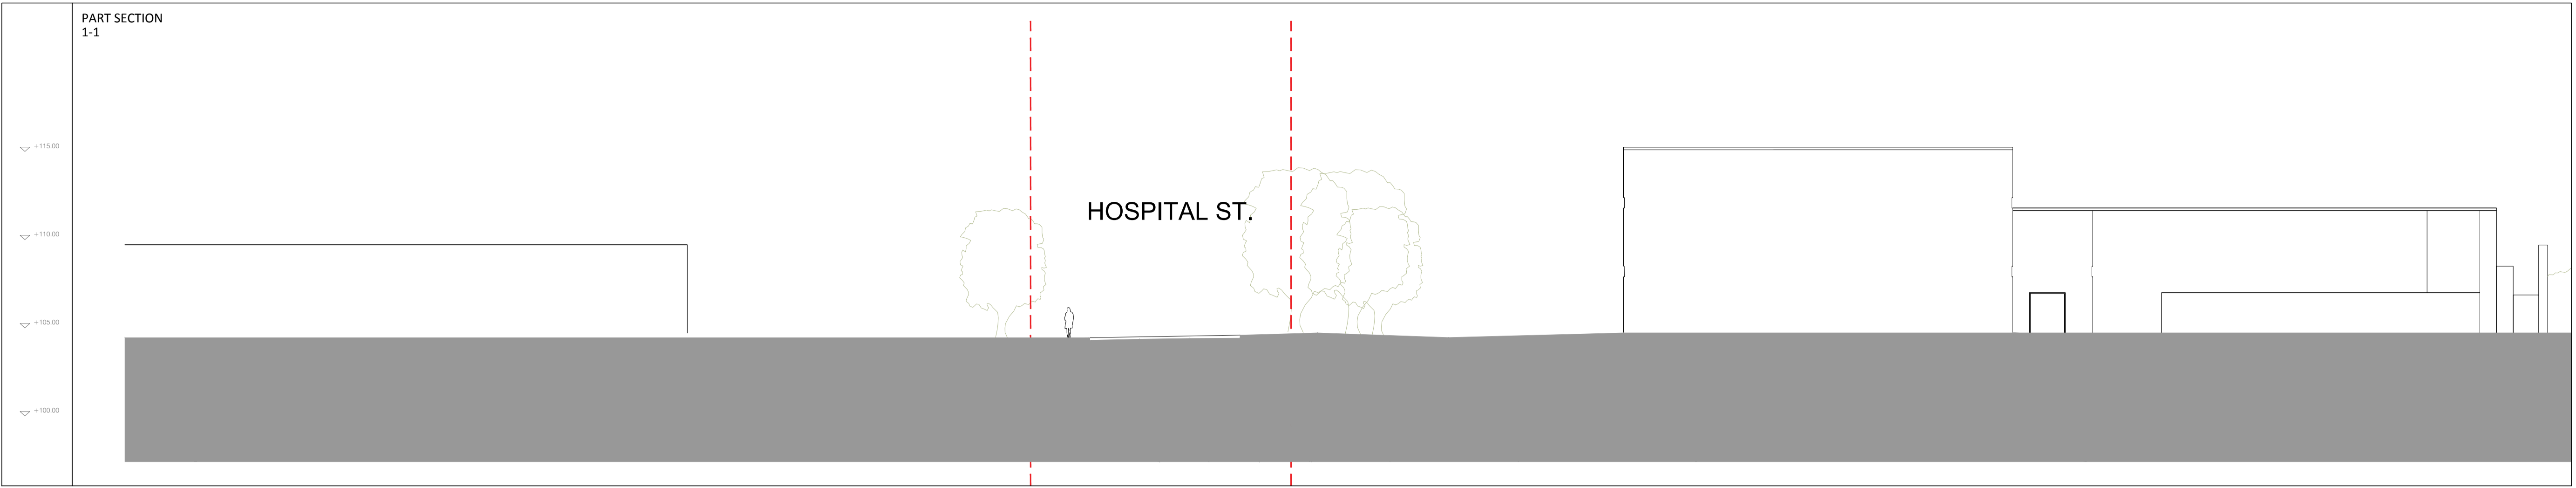 PART SECTION
1-1
+115.00
HOSPITAL ST.
+110.00
+105.00
+100.00